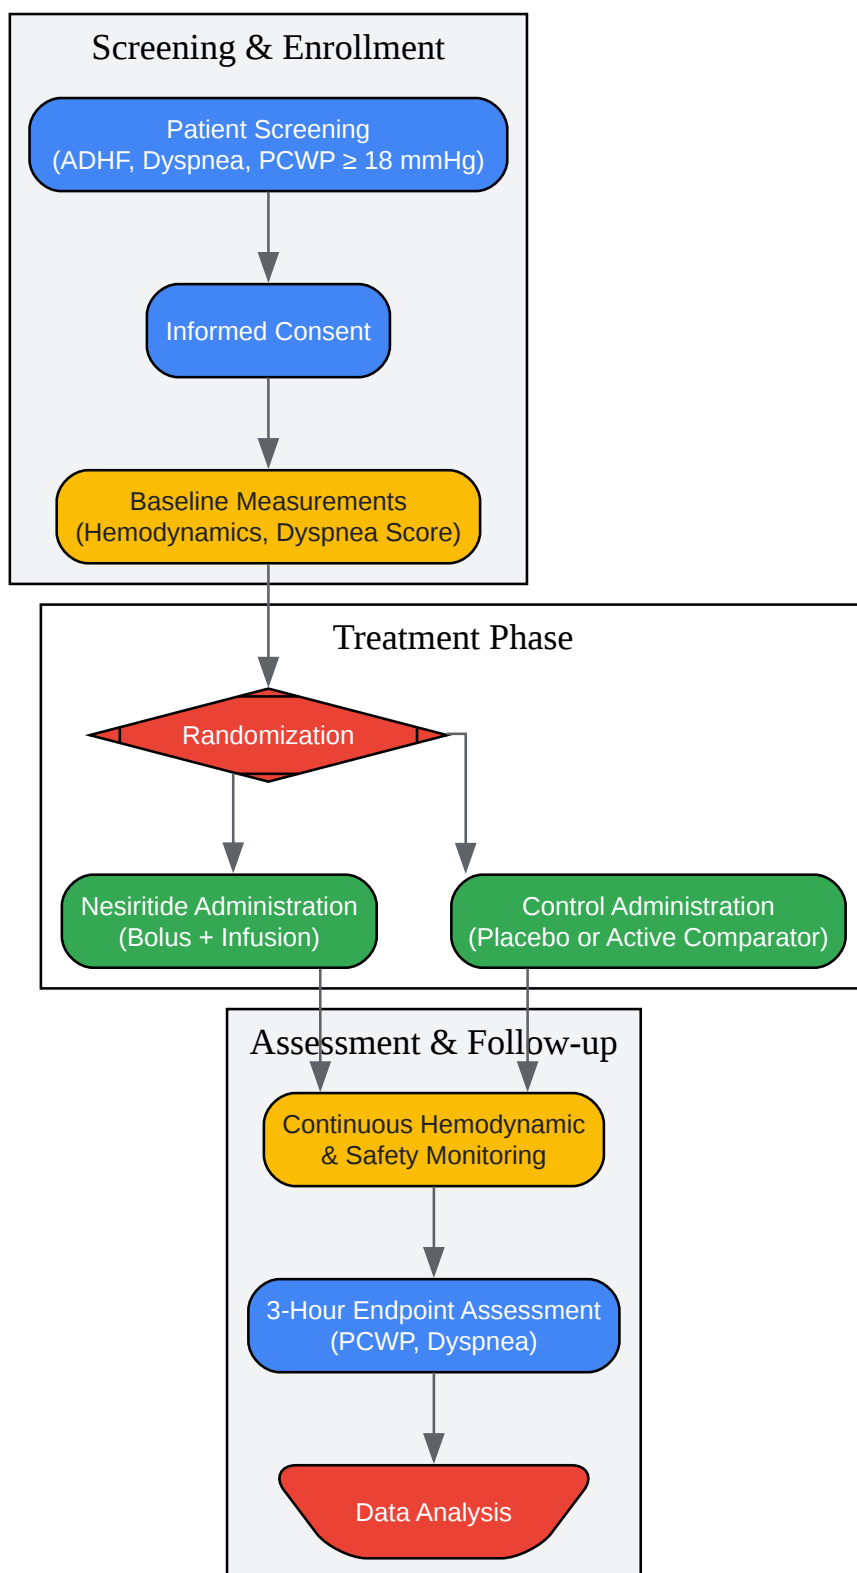 Screening & Enrollment
Patient Screening
(ADHF, Dyspnea, PCWP ≥ 18 mmHg)
Informed Consent
Baseline Measurements
(Hemodynamics, Dyspnea Score)
Treatment Phase
Randomization
Nesiritide Administration
(Bolus + Infusion)
Control Administration
(Placebo or Active Comparator)
Assessment & Follow-up
Continuous Hemodynamic
& Safety Monitoring
3-Hour Endpoint Assessment
(PCWP, Dyspnea)
Data Analysis